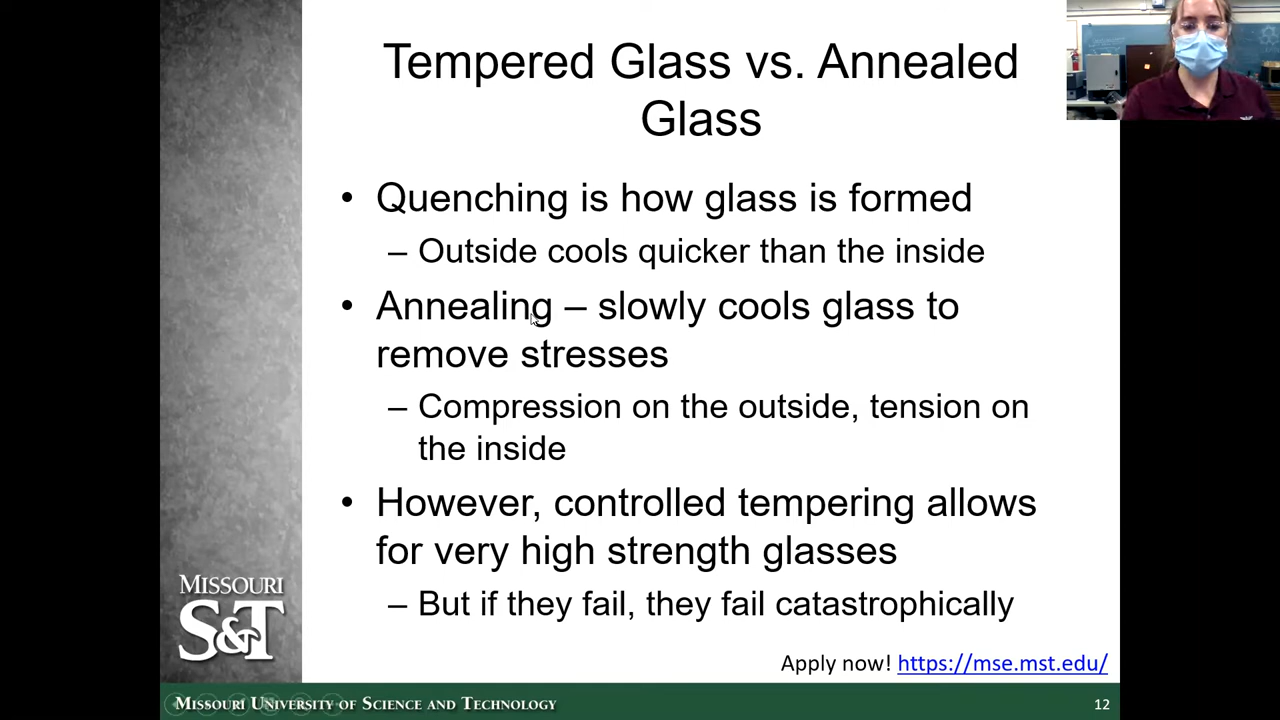 Tempered Glass vs. Annealed
Glass
• Quenching is how glass is formed
– Outside cools quicker than the inside
• Annealing – slowly cools glass to
remove stresses
– Compression on the outside, tension on
the inside
• However, controlled tempering allows
for very high strength glasses
– But if they fail, they fail catastrophically
MISSOURI
S&T
Apply now! https://mse.mst.edu/
MISSOURI UNIVERSITY OF SCIENCE AND TECHNOLOGY
12